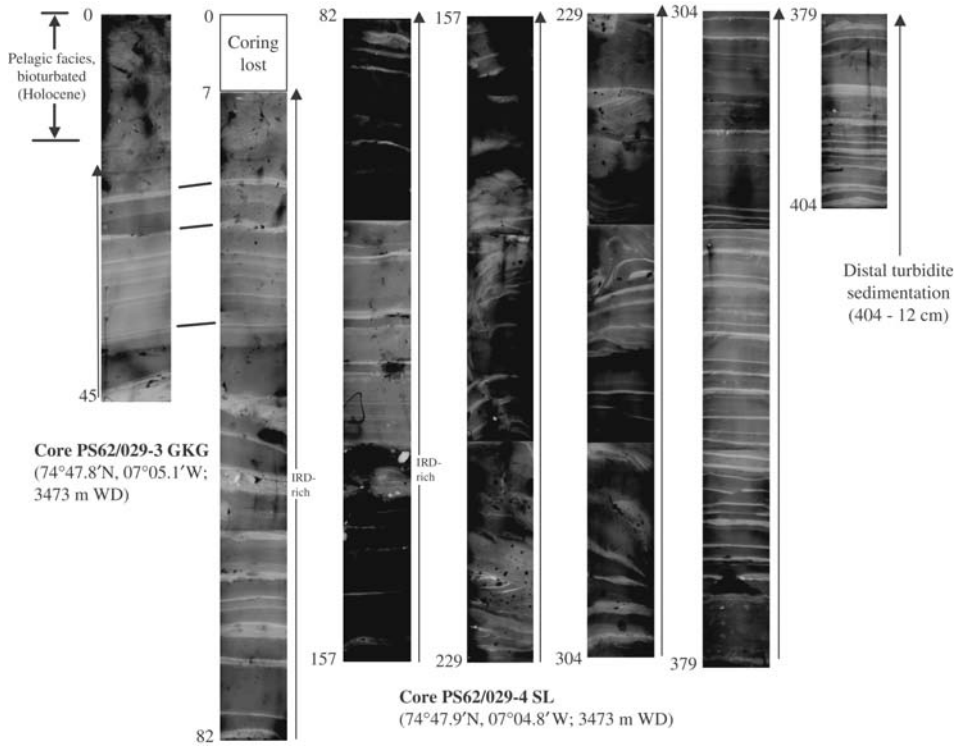 0
Pelagic facies,
bioturbated
(Holocene)
45
Core PS62/029-3 GKG
(74°47.8′N, 07°05.1′W;
3473 m WD)
0
Coring
lost
7
IRD-
rich
82
82
IRD-
rich
157
157
229
229
304
304
379
379
404
Distal turbidite
sedimentation
(404 - 12 cm)
Core PS62/029-4 SL
(74°47.9′N, 07°04.8′W; 3473 m WD)